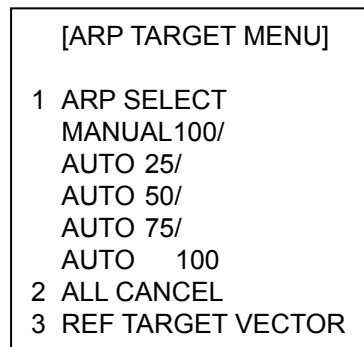 [ARP TARGET MENU]
1 ARP SELECT
MANUAL100/
AUTO 25/
AUTO 50/
AUTO 75/
AUTO 100
2 ALL CANCEL
3 REF TARGET VECTOR